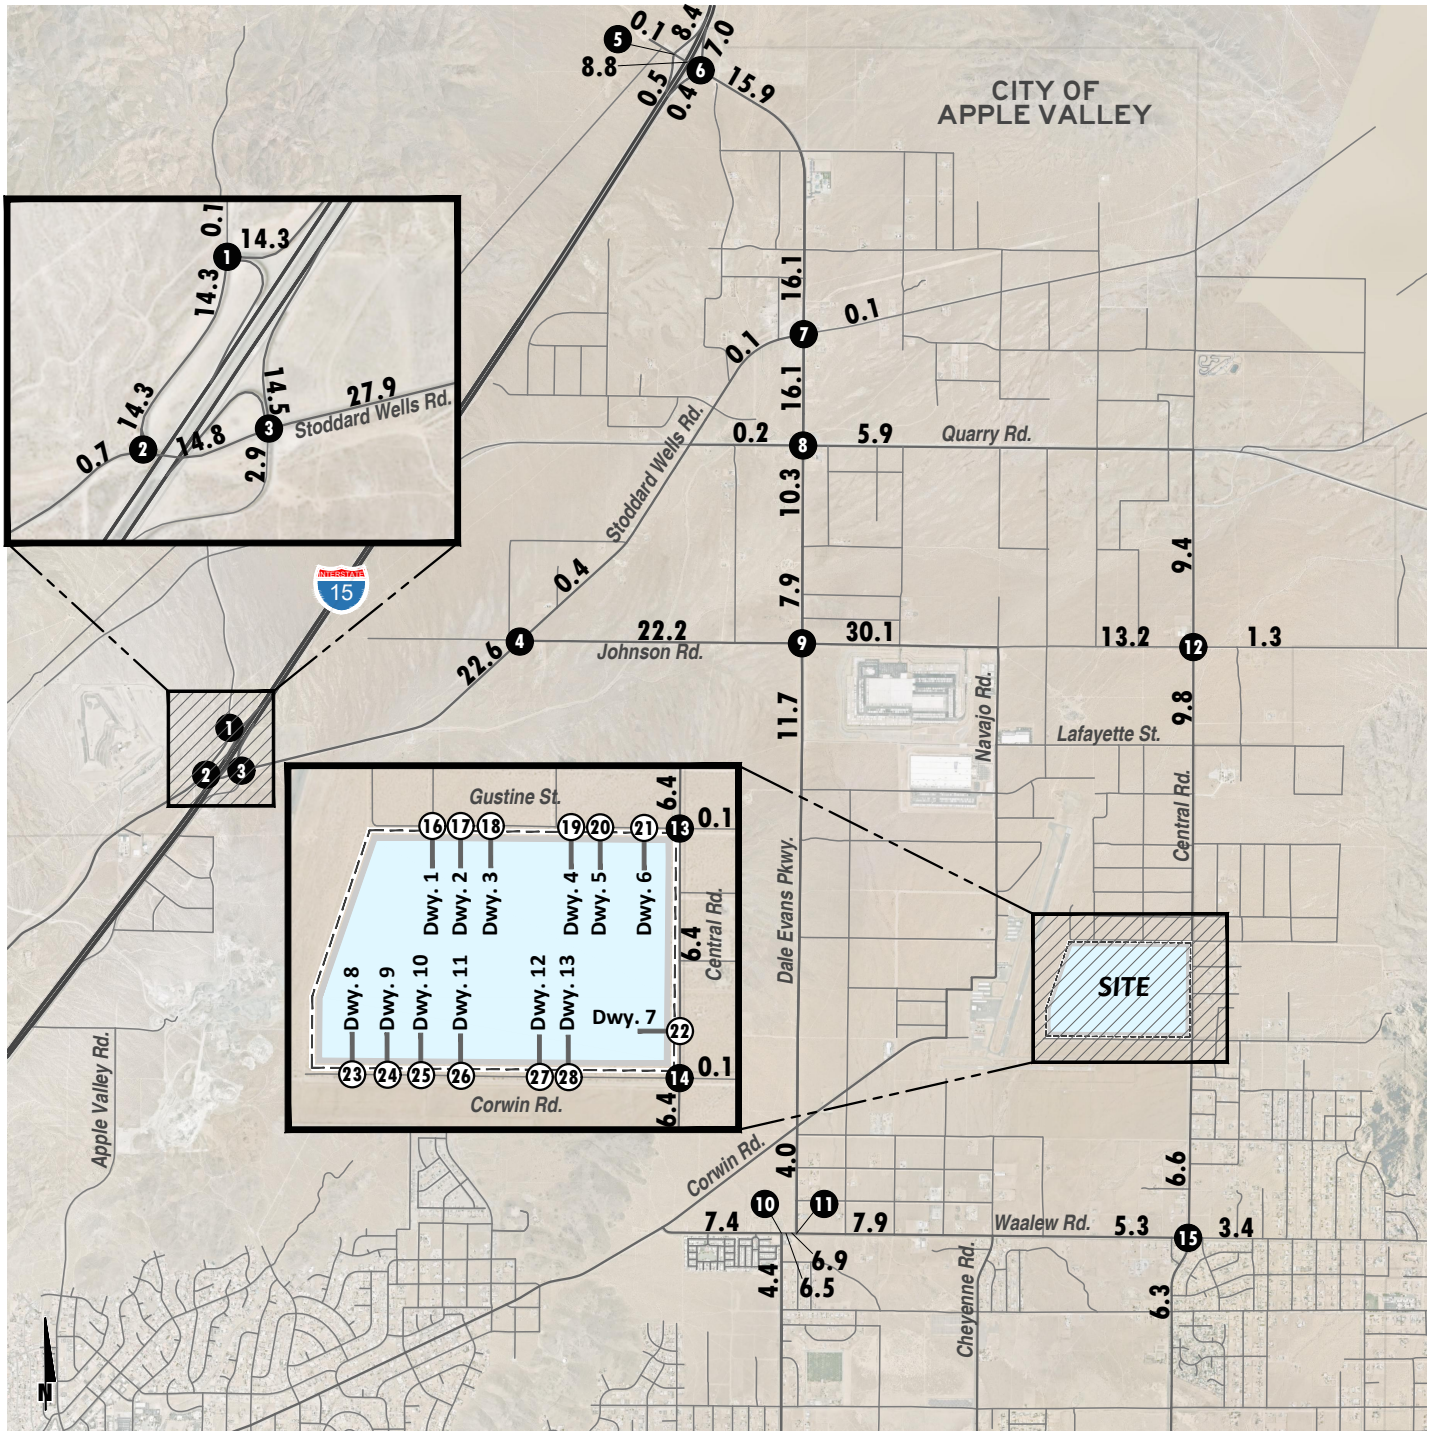 0.1
8.4
5
7.0
8.8
6
0.5
0.4
15.9
CITY OF
APPLE VALLEY
0.1
14.3
1
14.3
14.3
14.5
27.9
Stoddard Wells Rd.
3
2
14.8
0.7
2.9
16.1
0.1
7
0.1
16.1
Stoddard Wells Rd.
0.2
8
5.9
Quarry Rd.
10.3
9.4
INTERSTATE
15
0.4
7.9
4
22.2
Johnson Rd.
9
30.1
13.2
12
1.3
22.6
11.7
Navajo Rd.
9.8
Lafayette St.
1
2
3
Central Rd.
Dale Evans Pkwy.
Gustine St.
6.4
16
17
18
19
20
21
13
0.1
Dwy. 1
Dwy. 2
Dwy. 3
Dwy. 4
Dwy. 5
Dwy. 6
Central Rd.
6.4
Dwy. 8
Dwy. 9
Dwy. 10
Dwy. 11
Dwy. 12
Dwy. 13
Dwy. 7
22
23
24
25
26
27
28
14
0.1
Corwin Rd.
6.4
SITE
Apple Valley Rd.
Corwin Rd.
4.0
6.6
10
11
7.4
7.9
Waalew Rd.
5.3
15
3.4
6.9
6.5
4.4
Cheyenne Rd.
6.3
N